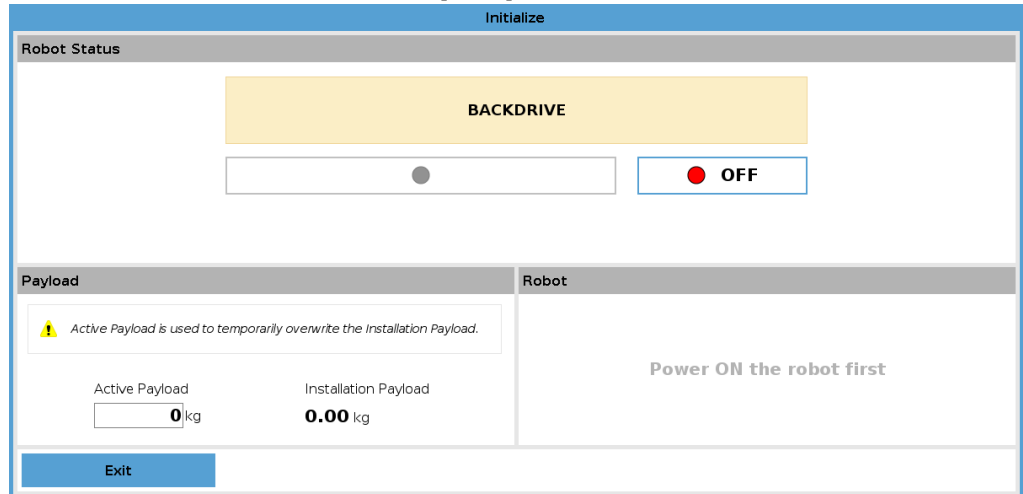 Initialize
Robot Status
BACKDRIVE
OFF
Payload
Active Payload is used to temporarily overwrite the Installation Payload.
Active Payload
Installation Payload
0 kg
0.00 kg
Robot
Power ON the robot first
Exit